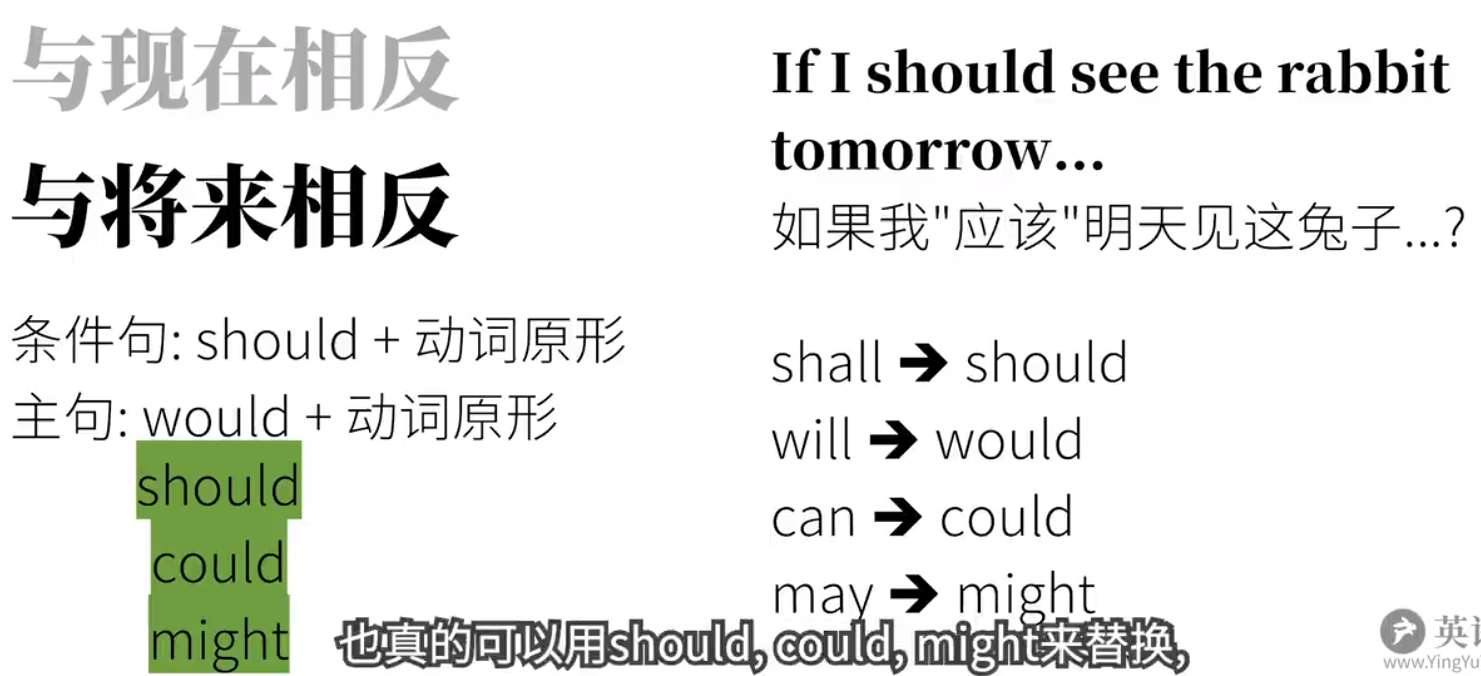 与现在相反
与将来相反
条件句: should + 动词原形
主句: would + 动词原形
should
could
might
If I should see the rabbit
tomorrow...
如果我"应该"明天见这兔子...?
shall → should
will → would
can → could
may → might
也真的可以用should, could, might来替换,
www.YingYu